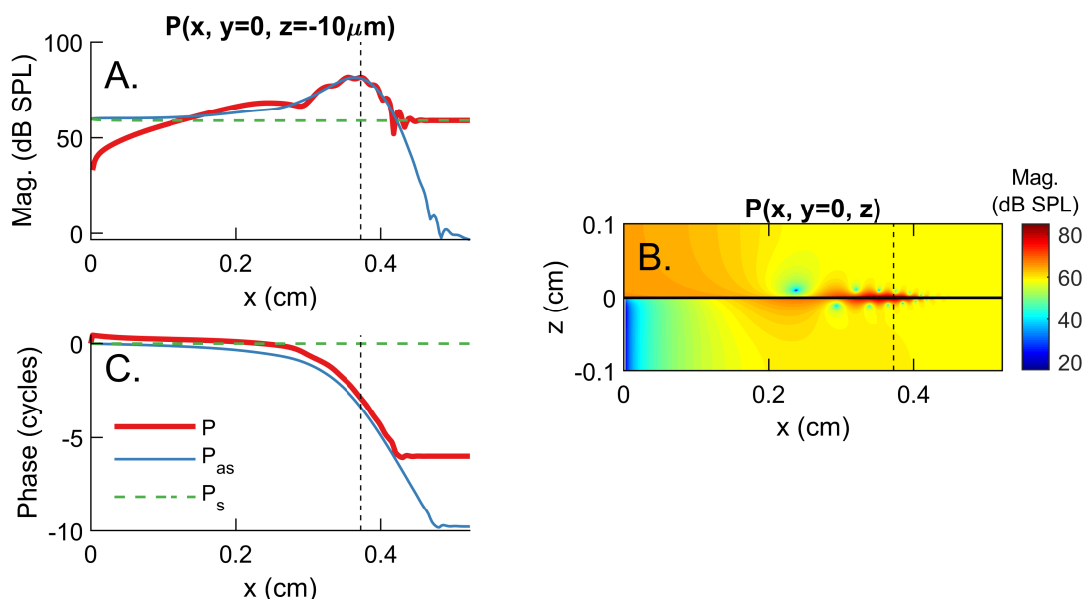 P(x, y=0, z=-10μm)
A.
100
50
0
Mag. (dB SPL)
0
0.2
0.4
x (cm)
C.
0
-5
-10
Phase (cycles)
P
P_as
P_s
0
0.2
0.4
x (cm)
Mag.
(dB SPL)
P(x, y=0, z)
B.
0.1
0
-0.1
z (cm)
0
0.2
0.4
x (cm)
80
60
40
20